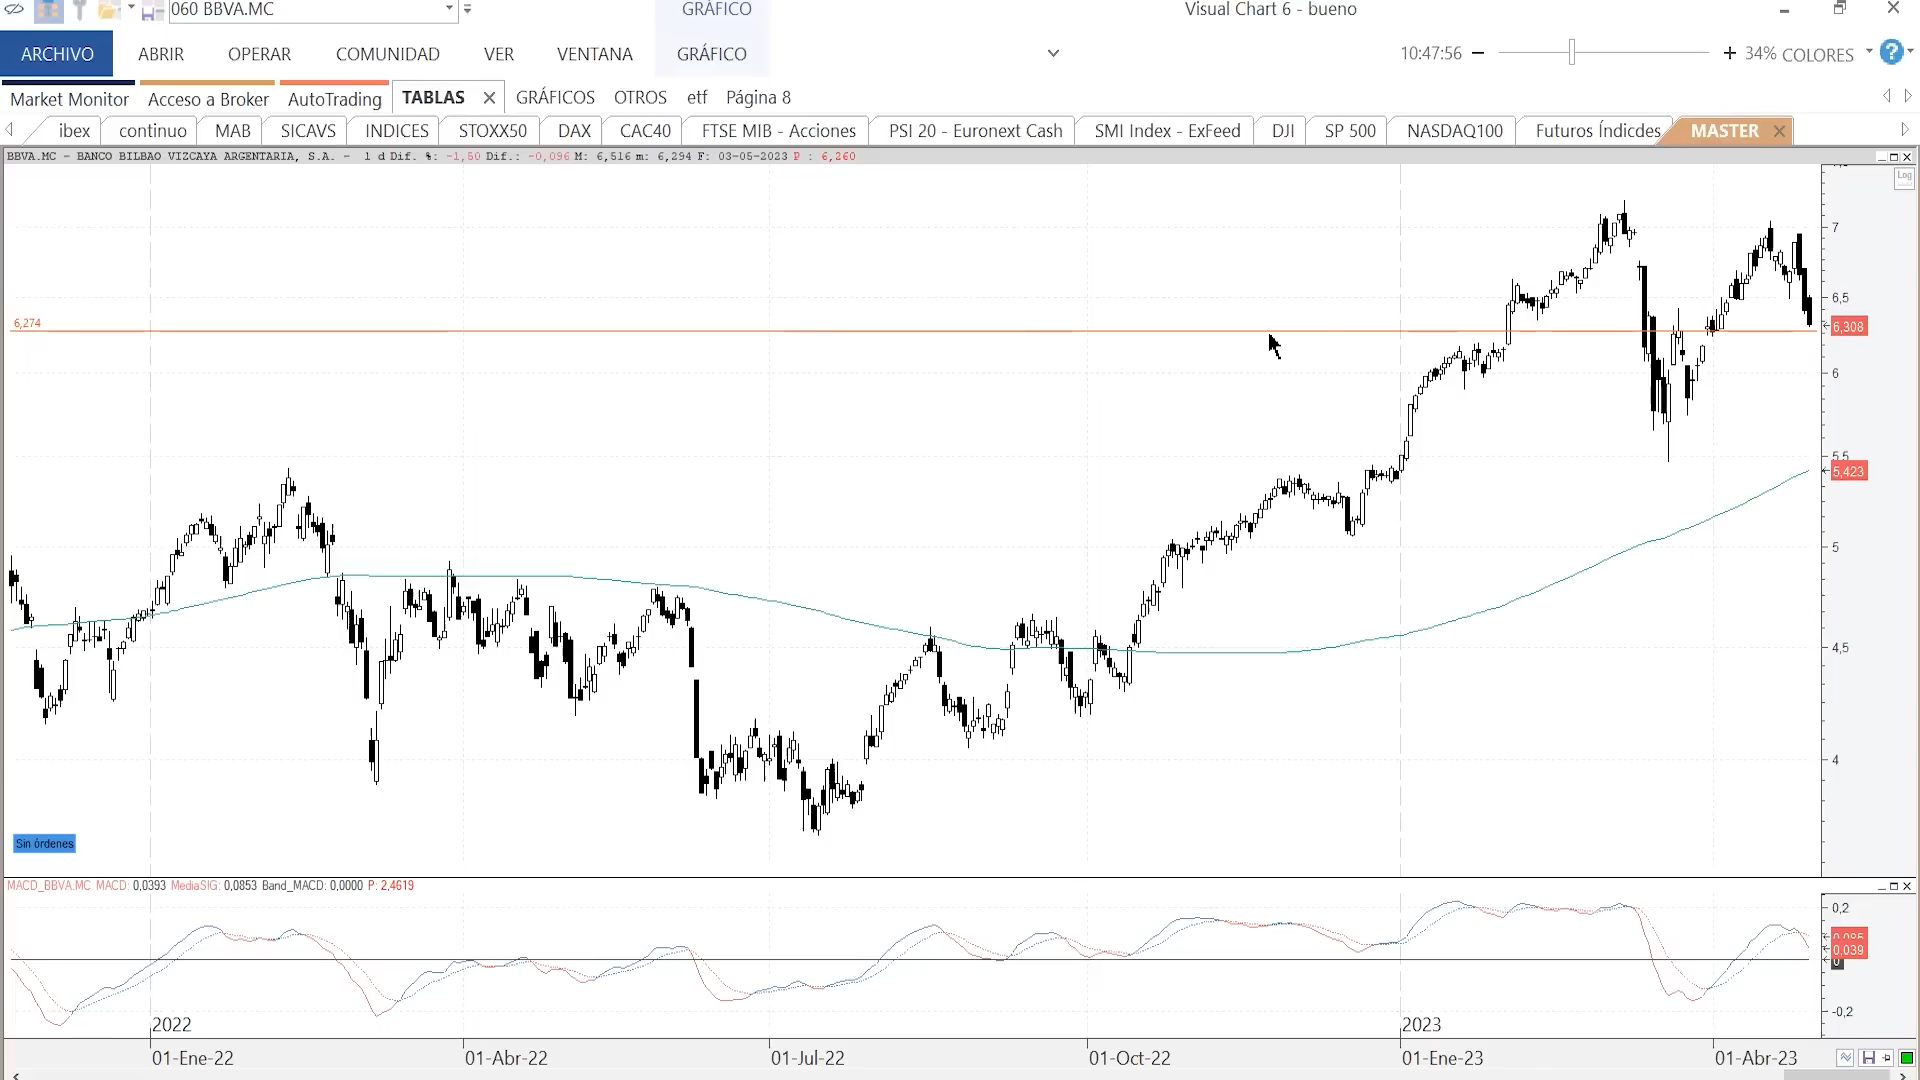 060 BBVA.MC
GRÁFICO
Visual Chart 6 - bueno
ARCHIVO ABRIR OPERAR COMUNIDAD VER VENTANA GRÁFICO
10:47:56 34% COLORES ?
Market Monitor Acceso a Broker AutoTrading TABLAS GRÁFICOS OTROS etf Página 8
ibex continuo MAB SICAVS INDICES STOXX50 DAX CAC40 FTSE MIB - Acciones PSI 20 - Euronext Cash SMI Index - ExFeed DJI SP 500 NASDAQ100 Futuros Índicdes MASTER
BBVA.MC - BANCO BILBAO VIZCAYA ARGENTARIA, S.A. - 1 d Dif. %: -1,50 Dif.: -0,096 M: 6,516 m: 6,294 F: 03-05-2023 P : 6,260
Log
7
6,5
6,274
6,308
6
5,5
5,423
5
4,5
4
Sin órdenes
MACD_BBVA.MC MACD: 0,0393 MediaSIG: 0,0853 Band_MACD: 0,0000 P: 2,4619
0,2
0,085
0,039
0
-0,2
2022 2023
01-Ene-22 01-Abr-22 01-Jul-22 01-Oct-22 01-Ene-23 01-Abr-23